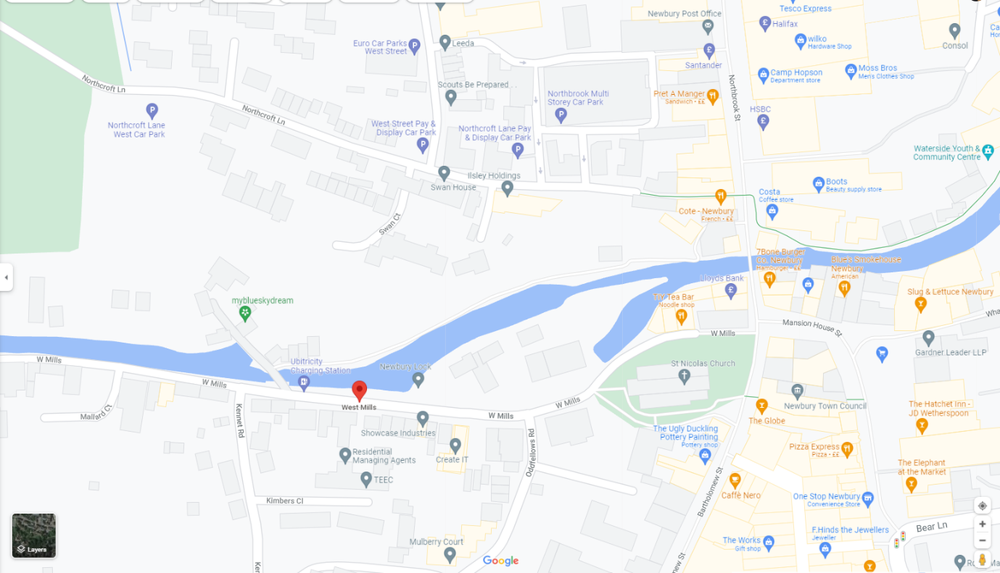 Tesco Express
Newbury Post Office
Halifax
Consol
wilko
Hardware Shop
Euro Car Parks
West Street
Leeda
Santander
Camp Hopson
Department store
Moss Bros
Men's Clothes Shop
Northcroft Ln
Scouts Be Prepared . .
Northbrook Multi
Storey Car Park
Pret A Manger
Sandwich • ££
Northbrook St
HSBC
Northcroft Ln
Northcroft Lane
West Car Park
West Street Pay &
Display Car Park
Northcroft Lane Pay
& Display Car Park
Waterside Youth &
Community Centre
Ilsley Holdings
Swan House
Boots
Beauty supply store
Costa
Coffee store
Cote - Newbury
French • ££
Swan Ct
7Bone Burger
Co. Newbury
Hamburger • ££
Blue's Smokehouse
Newbury
American
Lloyds Bank
TIY Tea Bar
Noodle shop
Slug & Lettuce Newbury
myblueskydream
Mansion House St
W Mills
Gardner Leader LLP
W Mills
Ubitricity
Charging Station
Newbury Lock
St Nicolas Church
W Mills
West Mills
W Mills
W Mills
Mallard Ct
Kennet Rd
Newbury Town Council
The Globe
The Hatchet Inn -
JD Wetherspoon
Showcase Industries
The Ugly Duckling
Pottery Painting
Pottery shop
Residential
Managing Agents
Create IT
Oddfellows Rd
Pizza Express
Pizza • ££
The Elephant
at the Market
TEEC
Kimbers Cl
Bartholomew St
Caffè Nero
One Stop Newbury
Convenience Store
Bear Ln
F.Hinds the Jewellers
Jeweller
Mulberry Court
The Works
Gift shop
Layers
Google